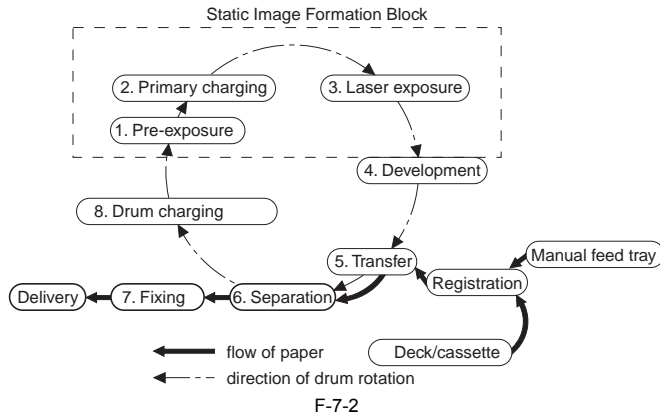 Static Image Formation Block
2. Primary charging
3. Laser exposure
1. Pre-exposure
4. Development
8. Drum charging
5. Transfer
Manual feed tray
Registration
Delivery
7. Fixing
6. Separation
Deck/cassette
flow of paper
direction of drum rotation
F-7-2